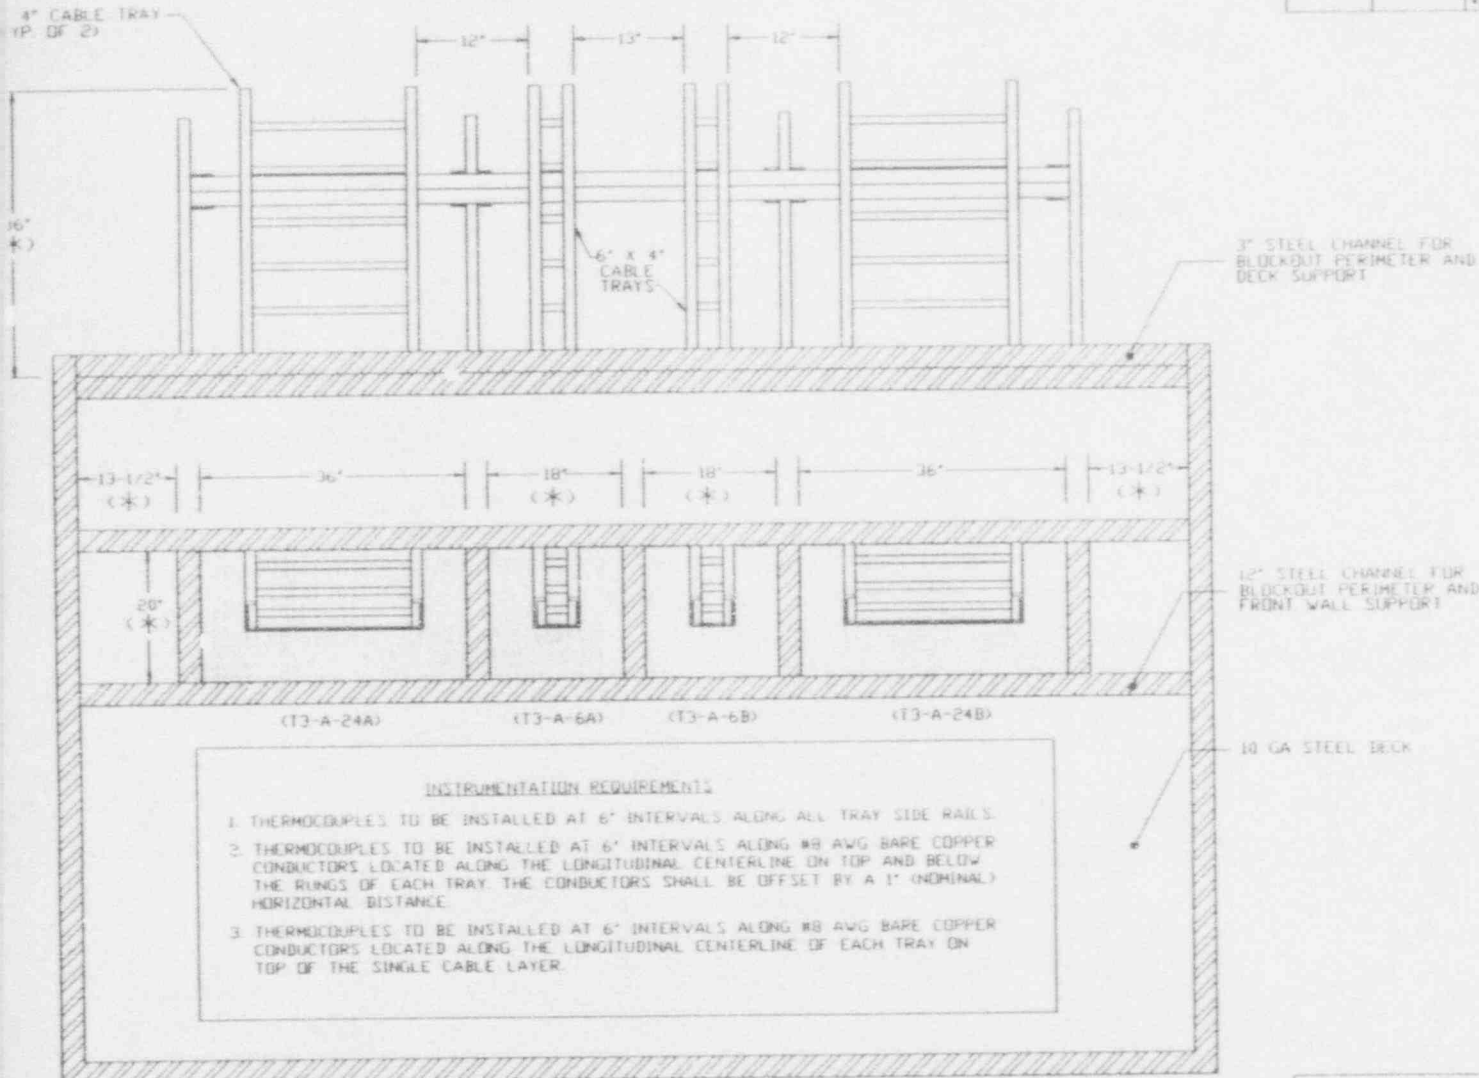 4" CABLE TRAY
(P. OF 2)
12"
13"
12"
36"
(*)
6" X 4"
CABLE
TRAYS
3" STEEL CHANNEL FOR
BLOCKOUT PERIMETER AND
DECK SUPPORT
13-1/2"
(*)
36"
18"
(*)
18"
(*)
36"
13-1/2"
(*)
20"
(*)
12" STEEL CHANNEL FOR
BLOCKOUT PERIMETER AND
FRONT WALL SUPPORT
(T3-A-24A)
(T3-A-6A)
(T3-A-6B)
(T3-A-24B)
10 GA STEEL DECK
INSTRUMENTATION REQUIREMENTS
1. THERMOCOUPLES TO BE INSTALLED AT 6" INTERVALS ALONG ALL TRAY SIDE RAILS.
2. THERMOCOUPLES TO BE INSTALLED AT 6" INTERVALS ALONG #8 AWG BARE COPPER
CONDUCTORS LOCATED ALONG THE LONGITUDINAL CENTERLINE ON TOP AND BELOW
THE RUNGS OF EACH TRAY. THE CONDUCTORS SHALL BE OFFSET BY A 1" (NOMINAL)
HORIZONTAL DISTANCE.
3. THERMOCOUPLES TO BE INSTALLED AT 6" INTERVALS ALONG #8 AWG BARE COPPER
CONDUCTORS LOCATED ALONG THE LONGITUDINAL CENTERLINE OF EACH TRAY ON
TOP OF THE SINGLE CABLE LAYER.